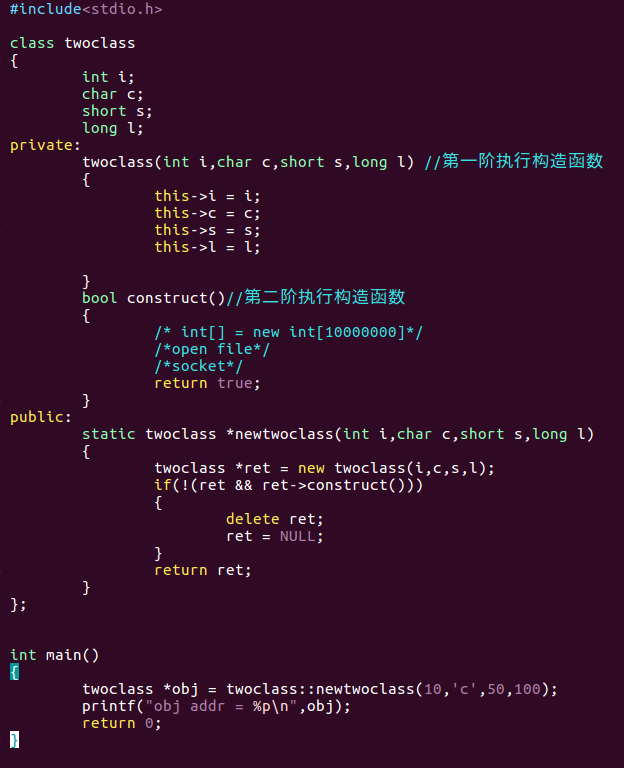 #include<stdio.h>
class twoclass
{
int i;
char c;
short s;
long l;
private:
twoclass(int i,char c,short s,long l) //第一阶执行构造函数
{
this->i = i;
this->c = c;
this->s = s;
this->l = l;
}
bool construct()//第二阶执行构造函数
{
/* int[] = new int[10000000]*/
/*open file*/
/*socket*/
return true;
}
public:
static twoclass *newtwoclass(int i,char c,short s,long l)
{
twoclass *ret = new twoclass(i,c,s,l);
if(!(ret && ret->construct()))
{
delete ret;
ret = NULL;
}
return ret;
}
};
int main()
{
twoclass *obj = twoclass::newtwoclass(10,'c',50,100);
printf("obj addr = %p\n",obj);
return 0;
}